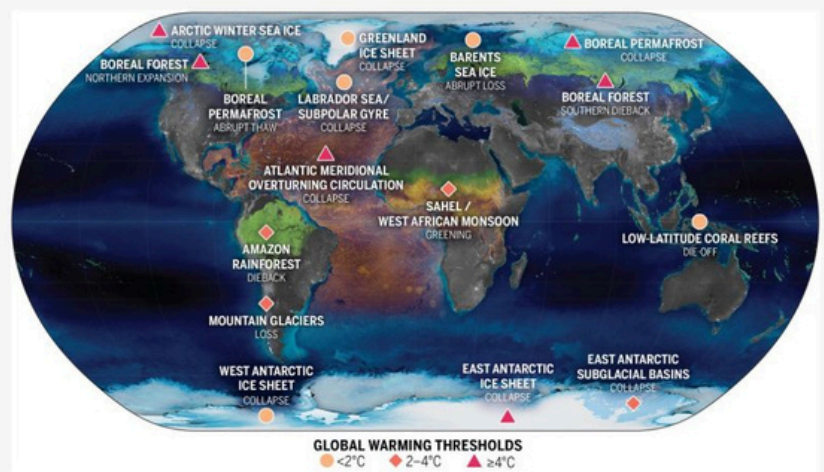 ARCTIC WINTER SEA ICE
COLLAPSE
GREENLAND
ICE SHEET
COLLAPSE
BARENTS
SEA ICE
ABRUPT LOSS
BOREAL PERMAFROST
COLLAPSE
BOREAL FOREST
NORTHERN EXPANSION
BOREAL
PERMAFROST
ABRUPT THAW
LABRADOR SEA/
SUBPOLAR GYRE
COLLAPSE
BOREAL FOREST
SOUTHERN DIEBACK
ATLANTIC MERIDIONAL
OVERTURNING CIRCULATION
COLLAPSE
SAHEL /
WEST AFRICAN MONSOON
GREENING
LOW-LATITUDE CORAL REEFS
DIE-OFF
AMAZON
RAINFOREST
DIEBACK
MOUNTAIN GLACIERS
LOSS
WEST ANTARCTIC
ICE SHEET
COLLAPSE
EAST ANTARCTIC
ICE SHEET
COLLAPSE
EAST ANTARCTIC
SUBGLACIAL BASINS
COLLAPSE
GLOBAL WARMING THRESHOLDS
<2°C 2–4°C ≥4°C